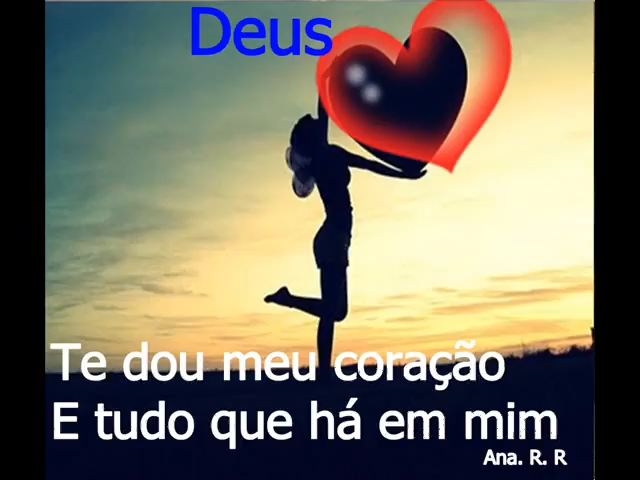 Deus
Te dou meu coração
E tudo que há em mim
Ana. R. R